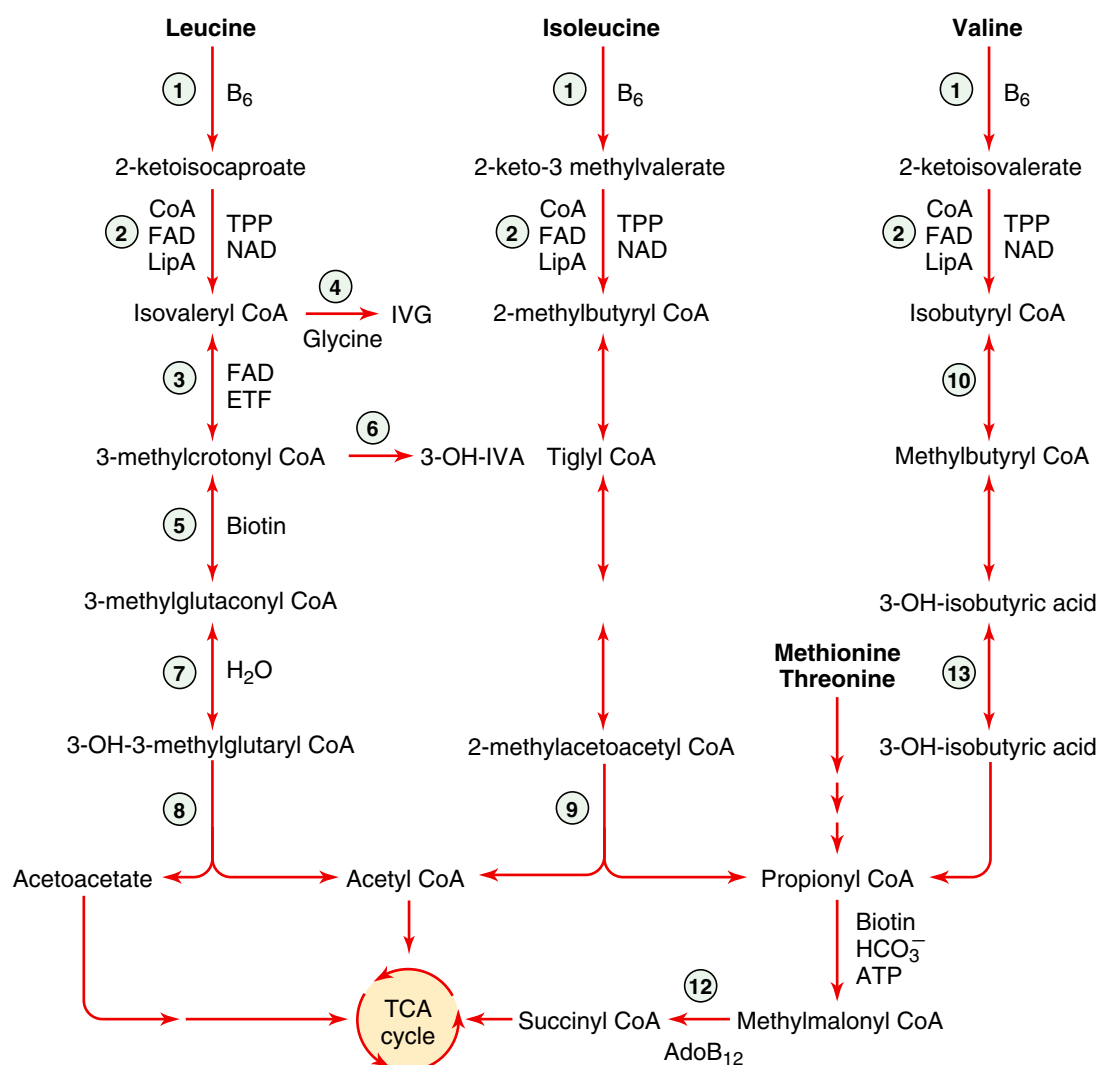 Leucine
Isoleucine
Valine
1
B6
1
B6
1
B6
2-ketoisocaproate
2-keto-3 methylvalerate
2-ketoisovalerate
2
CoA
FAD
LipA
TPP
NAD
2
CoA
FAD
LipA
TPP
NAD
2
CoA
FAD
LipA
TPP
NAD
Isovaleryl CoA
4
Glycine
IVG
2-methylbutyryl CoA
Isobutyryl CoA
3
FAD
ETF
10
3-methylcrotonyl CoA
6
3-OH-IVA
Tiglyl CoA
Methylbutyryl CoA
5
Biotin
3-methylglutaconyl CoA
3-OH-isobutyric acid
7
H2O
Methionine
Threonine
13
3-OH-3-methylglutaryl CoA
2-methylacetoacetyl CoA
3-OH-isobutyric acid
8
9
Acetoacetate
Acetyl CoA
Propionyl CoA
Biotin
HCO3−
ATP
TCA
cycle
Succinyl CoA
12
AdoB12
Methylmalonyl CoA